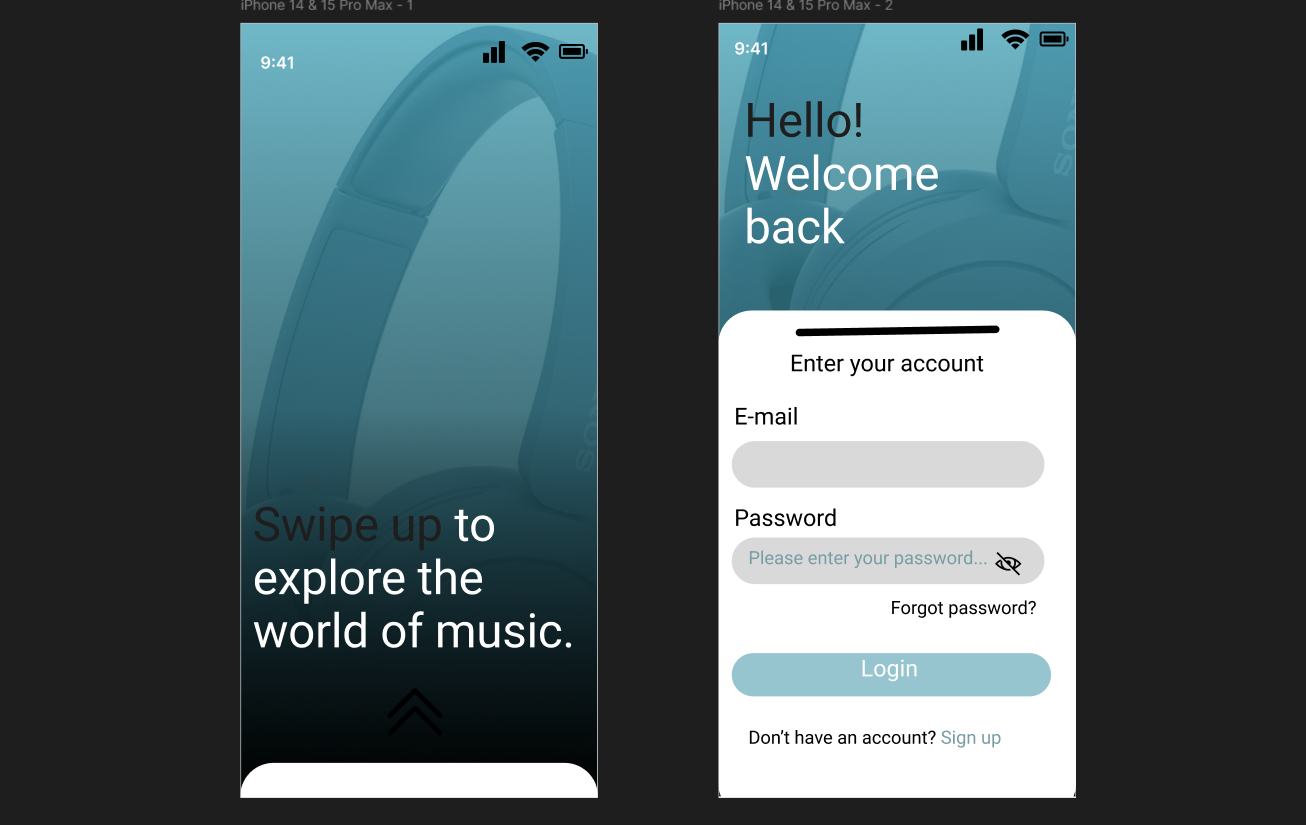 iPhone 14 & 15 Pro Max - 1
9:41
Swipe up to
explore the
world of music.
iPhone 14 & 15 Pro Max - 2
9:41
Hello!
Welcome
back
Enter your account
E-mail
Password
Please enter your password...
Forgot password?
Login
Don’t have an account? Sign up